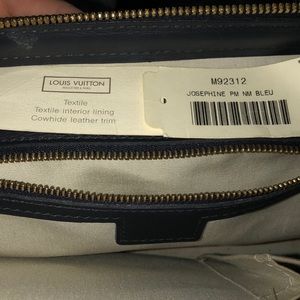 LOUIS VUITTON
Textile
Textile interior lining
Cowhide leather trim
M92312
JOSEPHINE PM NM BLEU